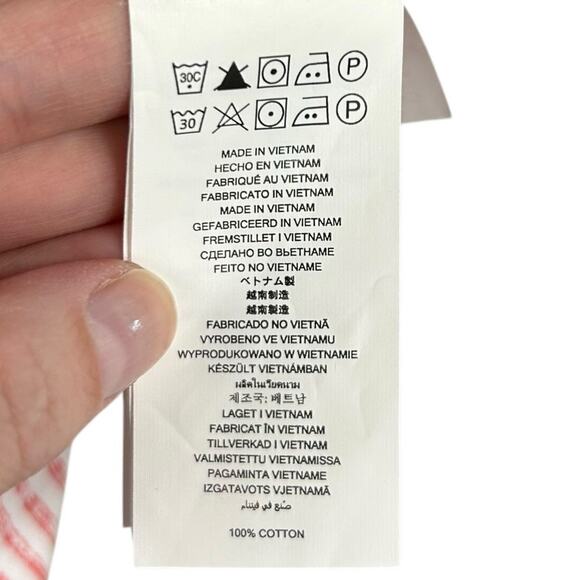 30C P
30 P
MADE IN VIETNAM
HECHO EN VIETNAM
FABRIQUÉ AU VIETNAM
FABBRICATO IN VIETNAM
MADE IN VIETNAM
GEFABRICEERD IN VIETNAM
FREMSTILLET I VIETNAM
СДЕЛАНО ВО ВЬЕТНАМЕ
FEITO NO VIETNAME
ベトナム製
越南制造
越南製造
FABRICADO NO VIETNÃ
VYROBENO VE VIETNAMU
WYPRODUKOWANO W WIETNAMIE
KÉSZÜLT VIETNÁMBAN
ผลิตในเวียดนาม
제조국: 베트남
LAGET I VIETNAM
FABRICAT ÎN VIETNAM
TILLVERKAD I VIETNAM
VALMISTETTU VIETNAMISSA
PAGAMINTA VIETNAME
IZGATAVOTS VJETNAMĀ
صنع في فيتنام
100% COTTON